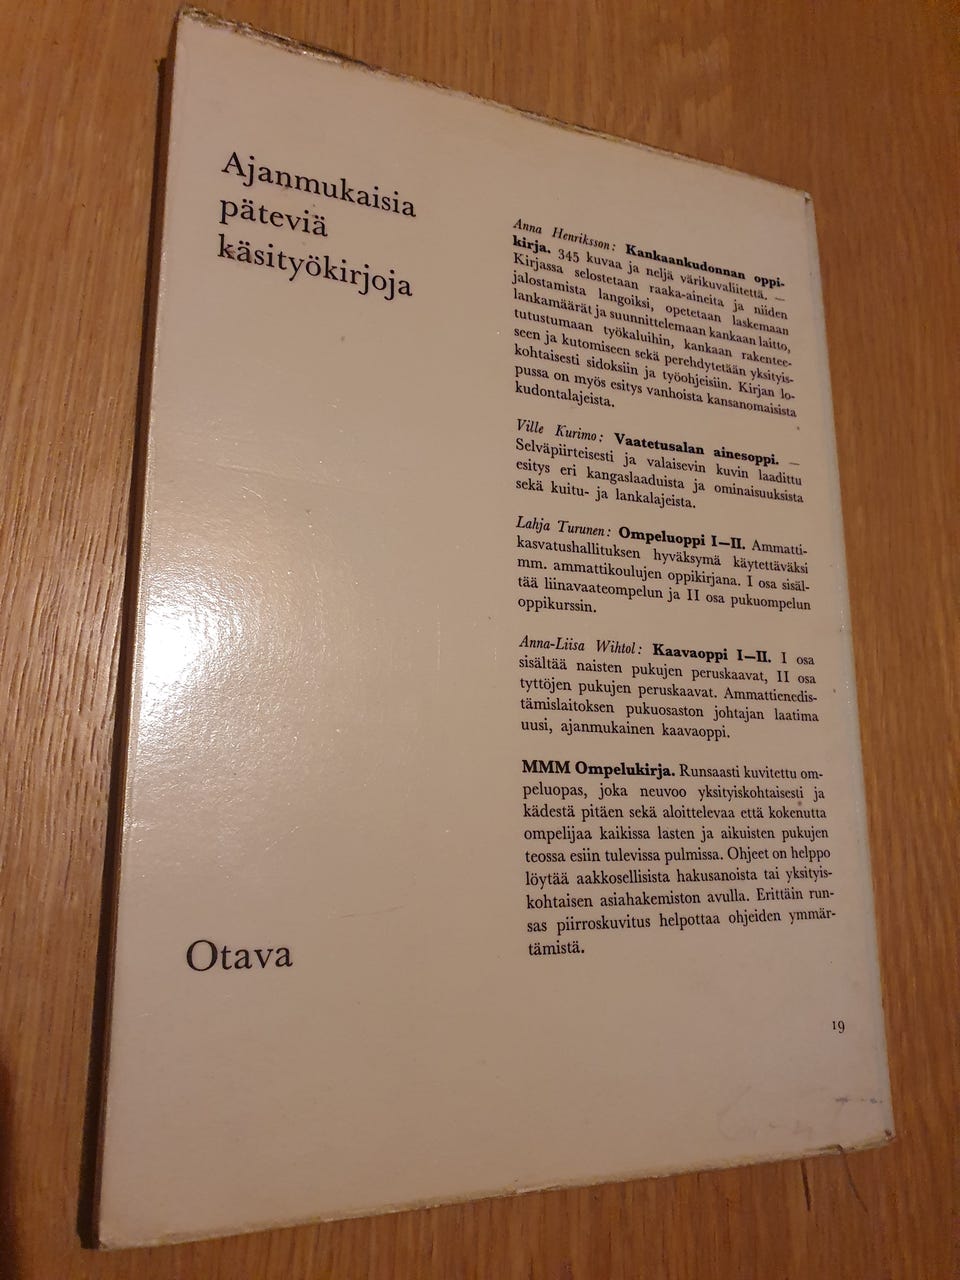 Ajanmukaisia
päteviä
käsityökirjoja
Anna Henriksson: Kankaankudonnan oppi-
kirja. 345 kuvaa ja neljä värikuvaliitettä. —
Kirjassa selostetaan raaka-aineita ja niiden
jalostamista langoiksi, opetetaan laskemaan
lankamäärät ja suunnittelemaan kankaan laitto,
tutustumaan työkaluihin, kankaan rakentee-
seen ja kutomiseen sekä perehdytetään yksityis-
kohtaisesti sidoksiin ja työohjeisiin. Kirjan lo-
pussa on myös esitys vanhoista kansanomaisista
kudontalajeista.
Ville Kurimo: Vaatetusalan ainesoppi. —
Selväpiirteisesti ja valaisevin kuvin laadittu
esitys eri kangaslaaduista ja ominaisuuksista
sekä kuitu- ja lankalajeista.
Lahja Turunen: Ompeluoppi I—II. Ammatti-
kasvatushallituksen hyväksymä käytettäväksi
mm. ammattikoulujen oppikirjana. I osa sisäl-
tää liinavaateompelun ja II osa pukuompelun
oppikurssin.
Anna-Liisa Wihtol: Kaavaoppi I—II. I osa
sisältää naisten pukujen peruskaavat, II osa
tyttöjen pukujen peruskaavat. Ammattienedis-
tämislaitoksen pukuosaston johtajan laatima
uusi, ajanmukainen kaavaoppi.
MMM Ompelukirja. Runsaasti kuvitettu om-
peluopas, joka neuvoo yksityiskohtaisesti ja
kädestä pitäen sekä aloittelevaa että kokenutta
ompelijaa kaikissa lasten ja aikuisten pukujen
teossa esiin tulevissa pulmissa. Ohjeet on helppo
löytää aakkosellisista hakusanoista tai yksityis-
kohtaisen asiahakemiston avulla. Erittäin run-
sas piirroskuvitus helpottaa ohjeiden ymmär-
tämistä.
Otava
19